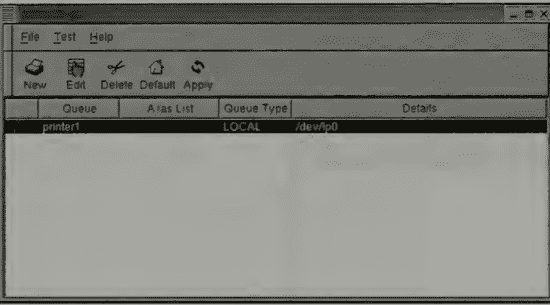 File Test Help
New Edit Delete Default Apply
Queue Alias List Queue Type Details
printer1 LOCAL /dev/lp0